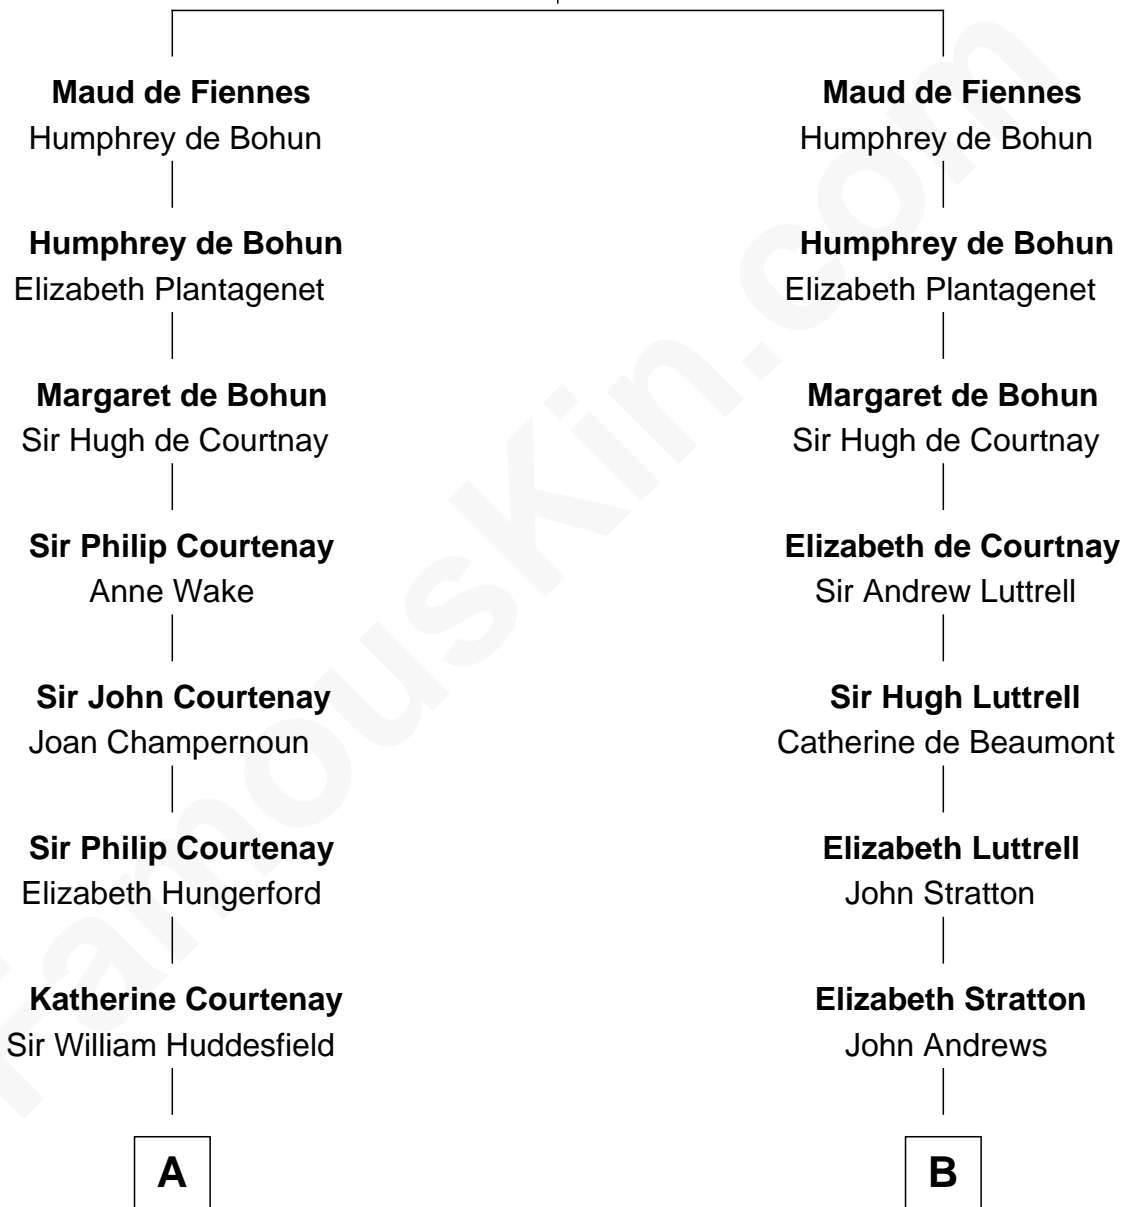 Maud de Fiennes
Humphrey de Bohun
Humphrey de Bohun
Elizabeth Plantagenet
Margaret de Bohun
Sir Hugh de Courtnay
Sir Philip Courtenay
Anne Wake
Sir John Courtenay
Joan Champernoun
Sir Philip Courtenay
Elizabeth Hungerford
Katherine Courtenay
Sir William Huddesfield
A
Maud de Fiennes
Humphrey de Bohun
Humphrey de Bohun
Elizabeth Plantagenet
Margaret de Bohun
Sir Hugh de Courtnay
Elizabeth de Courtnay
Sir Andrew Luttrell
Sir Hugh Luttrell
Catherine de Beaumont
Elizabeth Luttrell
John Stratton
Elizabeth Stratton
John Andrews
B
FamousKin.com